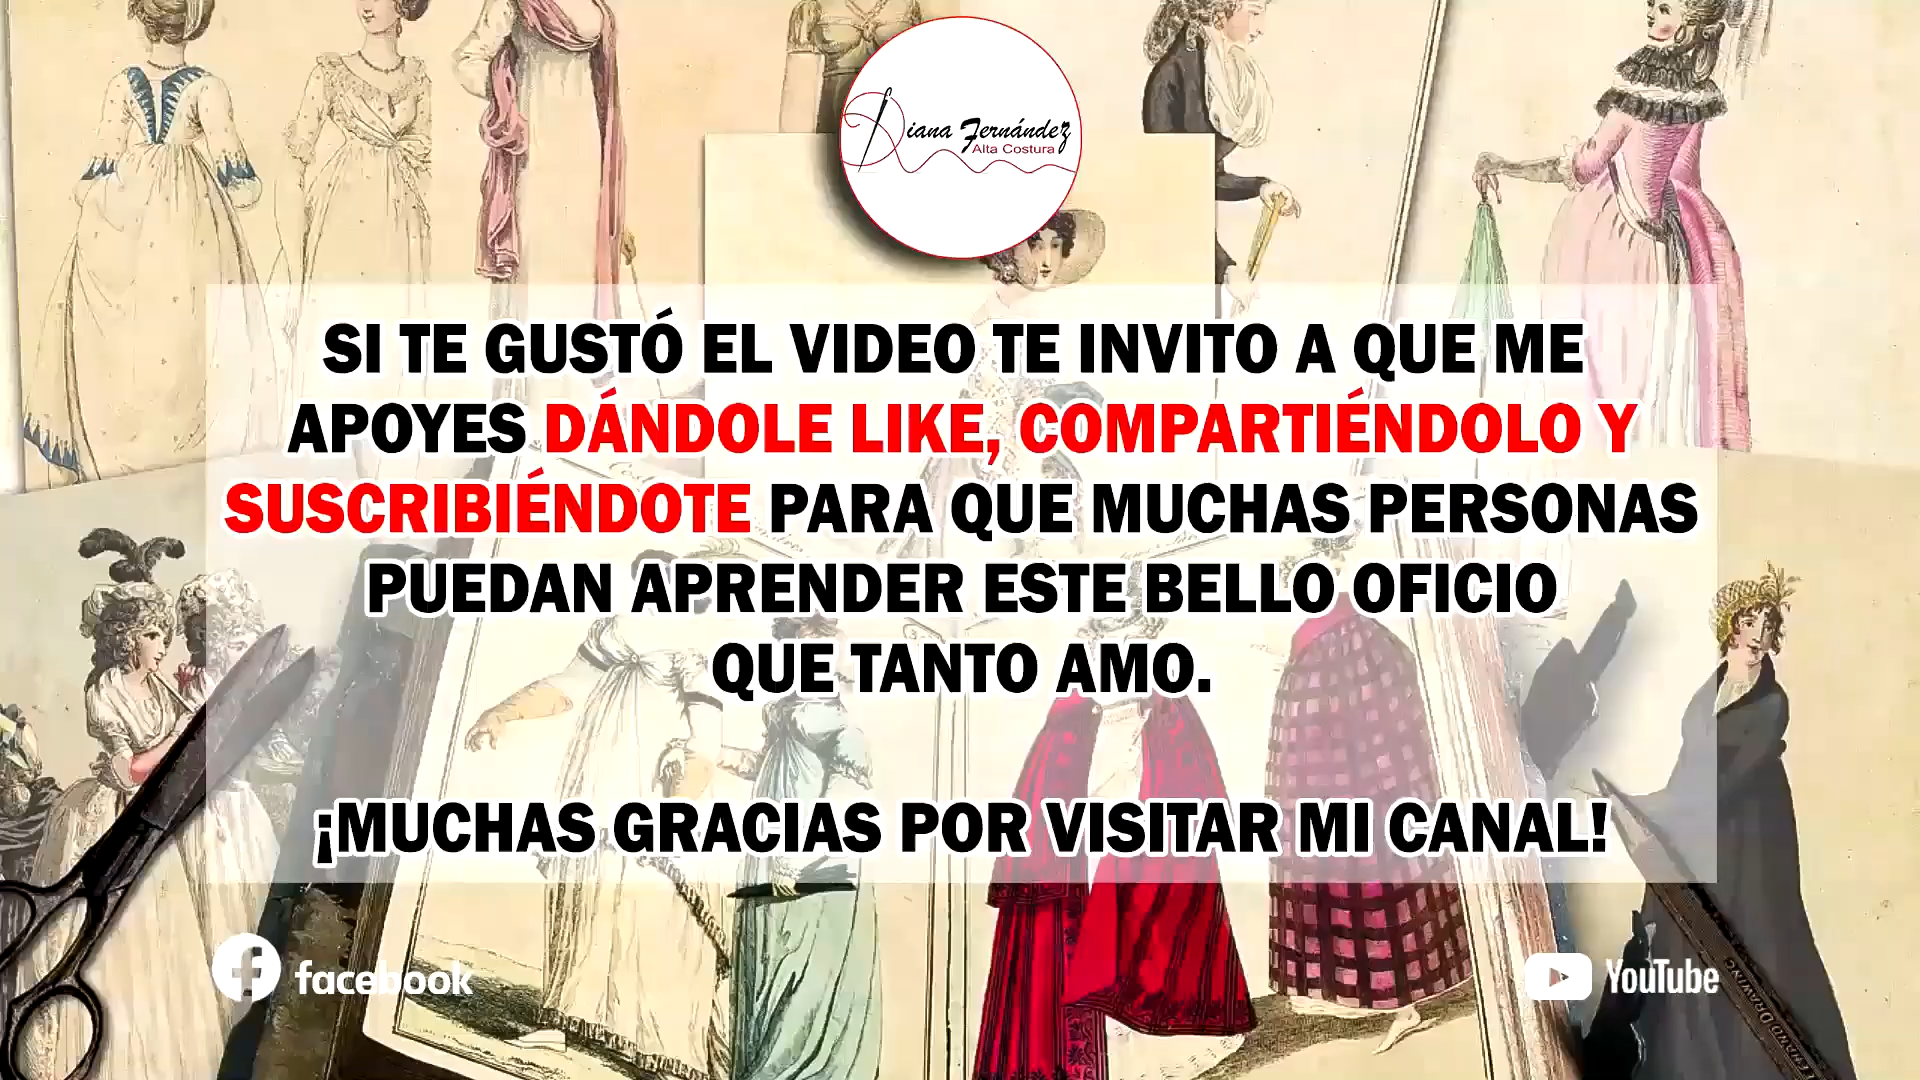 Diana Fernández
Alta Costura
SI TE GUSTÓ EL VIDEO TE INVITO A QUE ME
APOYES DÁNDOLE LIKE, COMPARTIÉNDOLO Y
SUSCRIBIÉNDOTE PARA QUE MUCHAS PERSONAS
PUEDAN APRENDER ESTE BELLO OFICIO
QUE TANTO AMO.
¡MUCHAS GRACIAS POR VISITAR MI CANAL!
facebook
YouTube